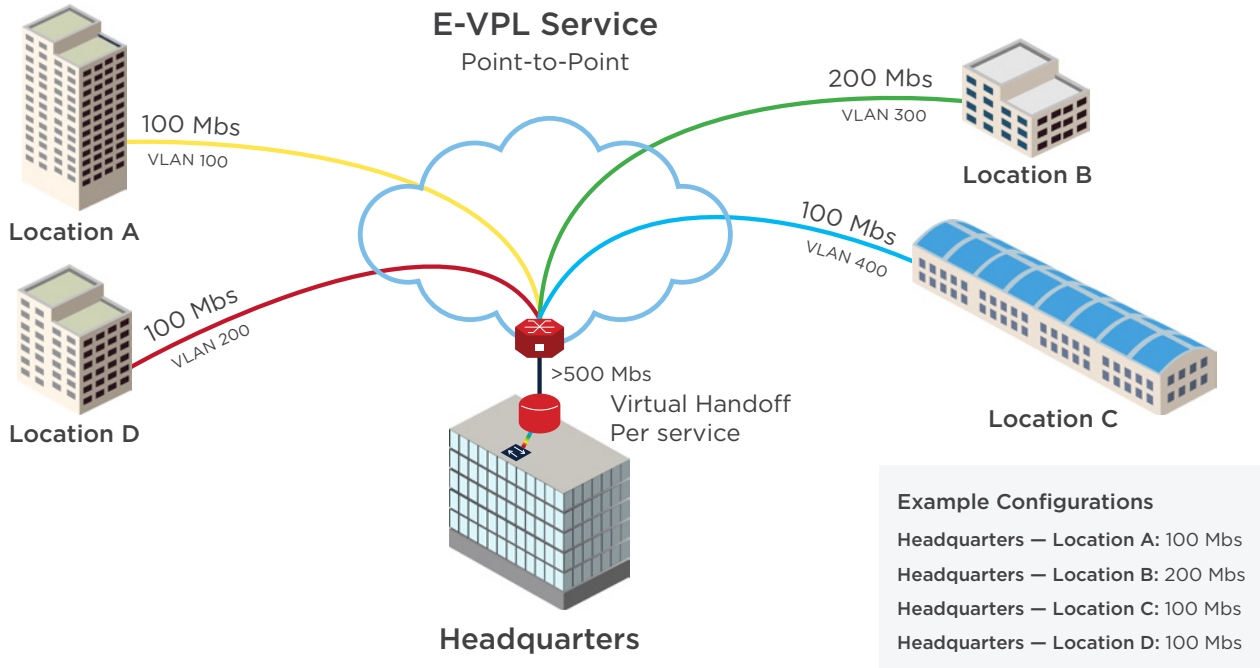 E-VPL Service
Point-to-Point
100 Mbs
VLAN 100
Location A
200 Mbs
VLAN 300
Location B
100 Mbs
VLAN 200
Location D
100 Mbs
VLAN 400
Location C
>500 Mbs
Virtual Handoff
Per service
Headquarters
Example Configurations
Headquarters — Location A: 100 Mbs
Headquarters — Location B: 200 Mbs
Headquarters — Location C: 100 Mbs
Headquarters — Location D: 100 Mbs